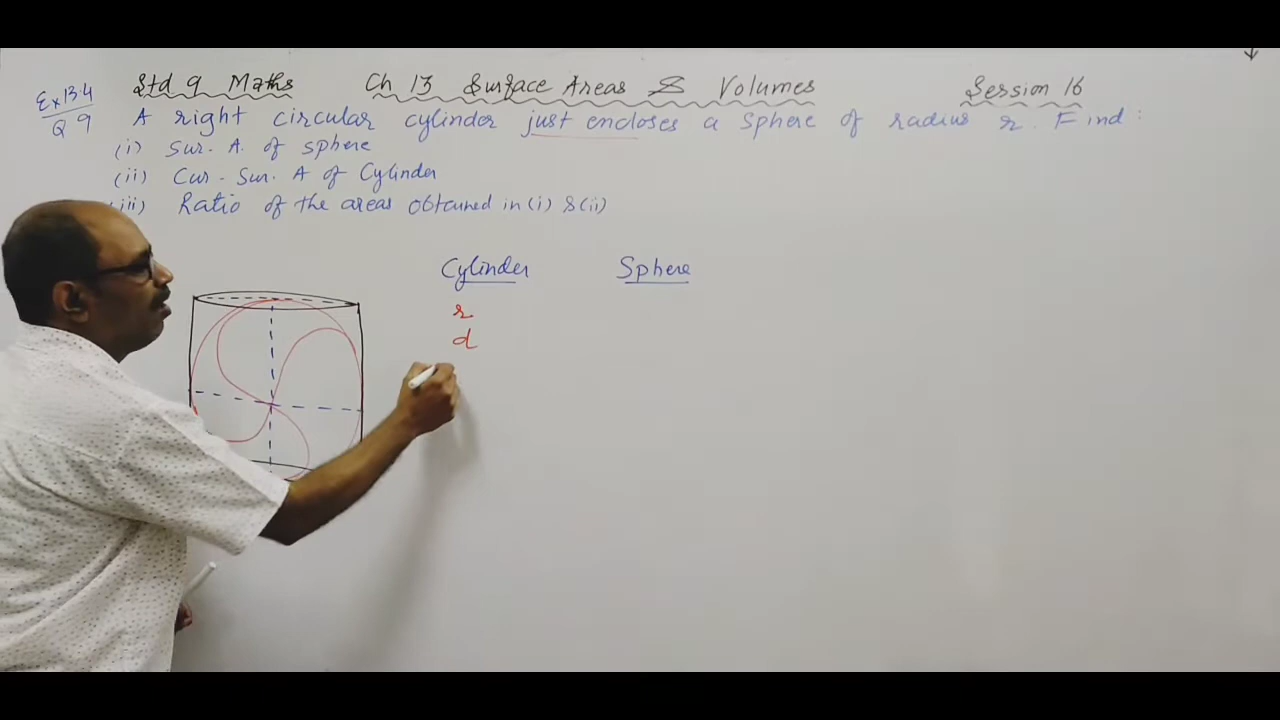 Std 9 Maths Ch 13 Surface Areas & Volumes Session 16
Ex 13.4
Q 9
A right circular cylinder just encloses a sphere of radius r. Find :
(i) Sur. A. of sphere
(ii) Cur. Sur. A of Cylinder
(iii) Ratio of the areas obtained in (i) & (ii)
Cylinder Sphere
r
d